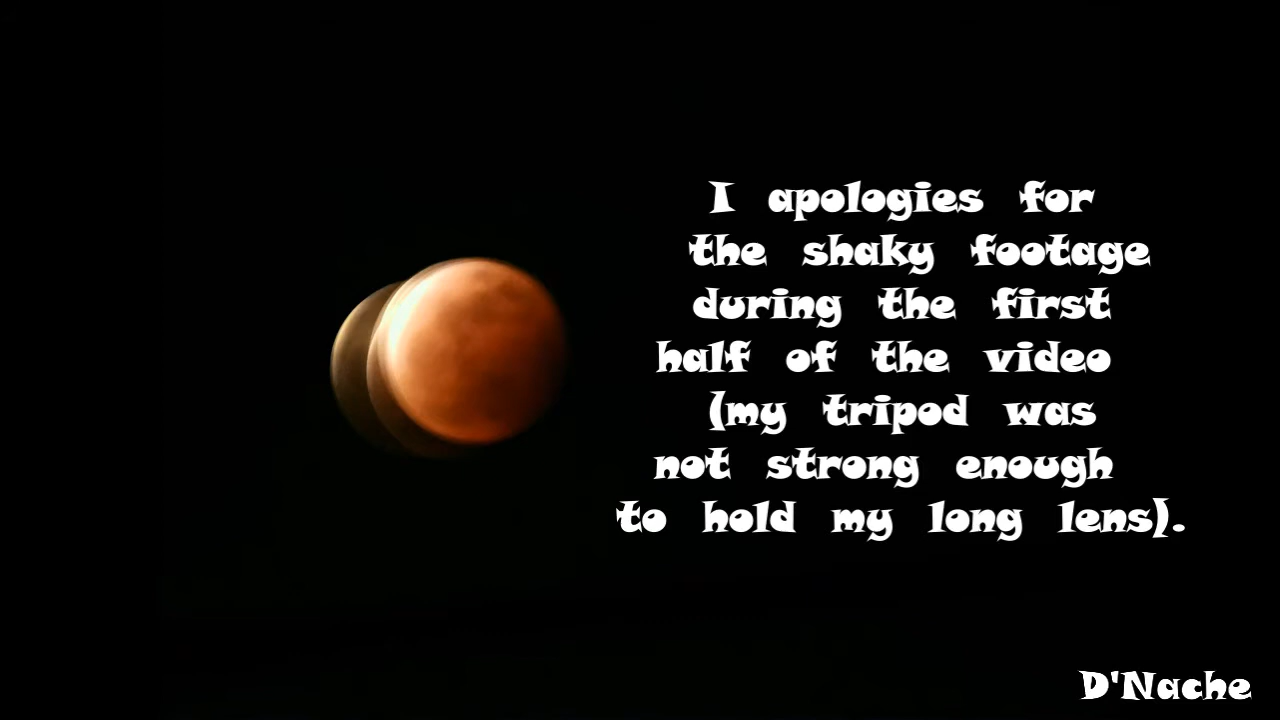 I apologies for
the shaky footage
during the first
half of the video
(my tripod was
not strong enough
to hold my long lens).
D'Nache